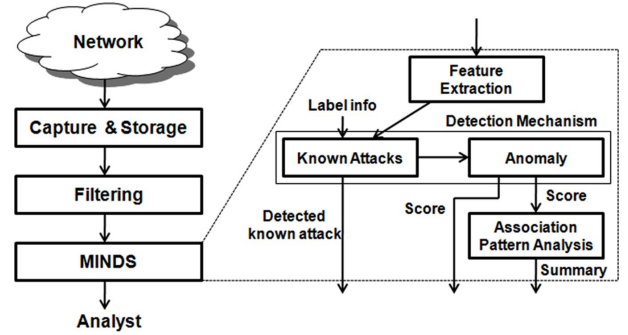 Network
Capture & Storage
Filtering
MINDS
Analyst
Feature
Extraction
Label info
Detection Mechanism
Known Attacks
Anomaly
Detected
known attack
Score
Score
Association
Pattern Analysis
Summary